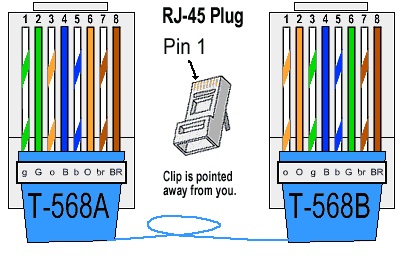 RJ-45 Plug
Pin 1
1 2 3 4 5 6 7 8
g G o B b O br BR
T-568A
Clip is pointed
away from you.
1 2 3 4 5 6 7 8
o O g B b G br BR
T-568B